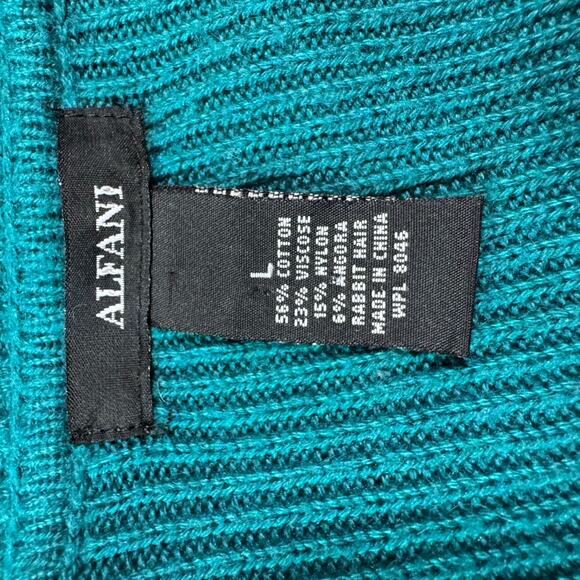 ALFANI
L
56% COTTON
23% VISCOSE
15% NYLON
6% ANGORA
RABBIT HAIR
MADE IN CHINA
WPL 8046